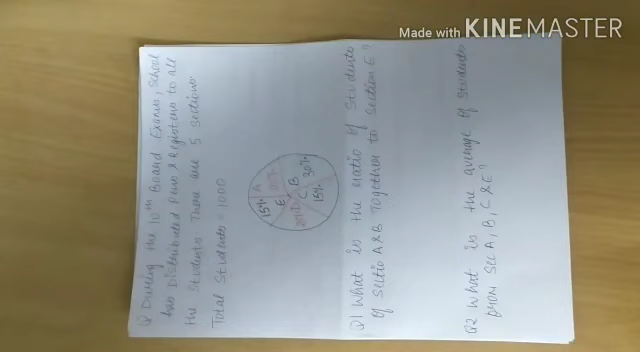 Made with KINEMASTER
Q During the 10th Board Exams, School
has Distributed Pens & Registers to all
the Students. There are 5 sections.
Total Students = 1000
A
15%
E
B
30%
C
15%
Q1 What is the ratio of Students
of Sectio A & B Together to Section E?
Q2 What is the average of Students
from Sec A, B, C & E?